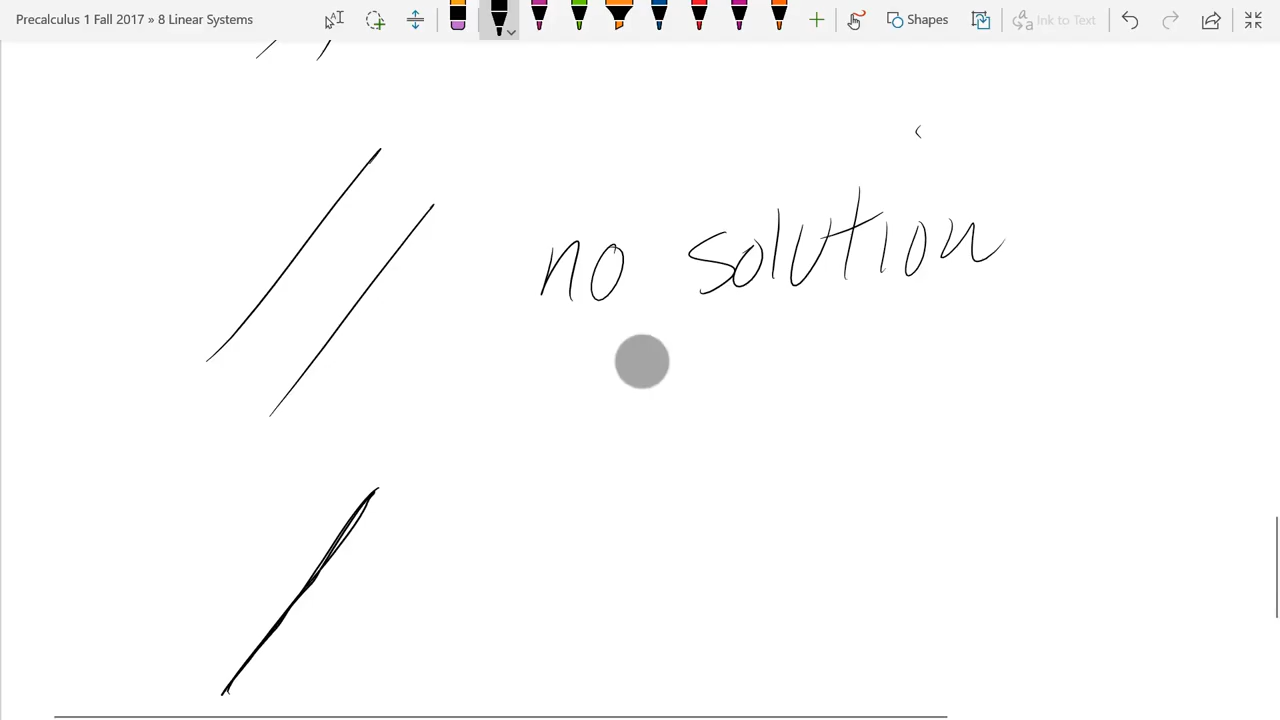 Precalculus 1 Fall 2017 » 8 Linear Systems Shapes Ink to Text
no solution